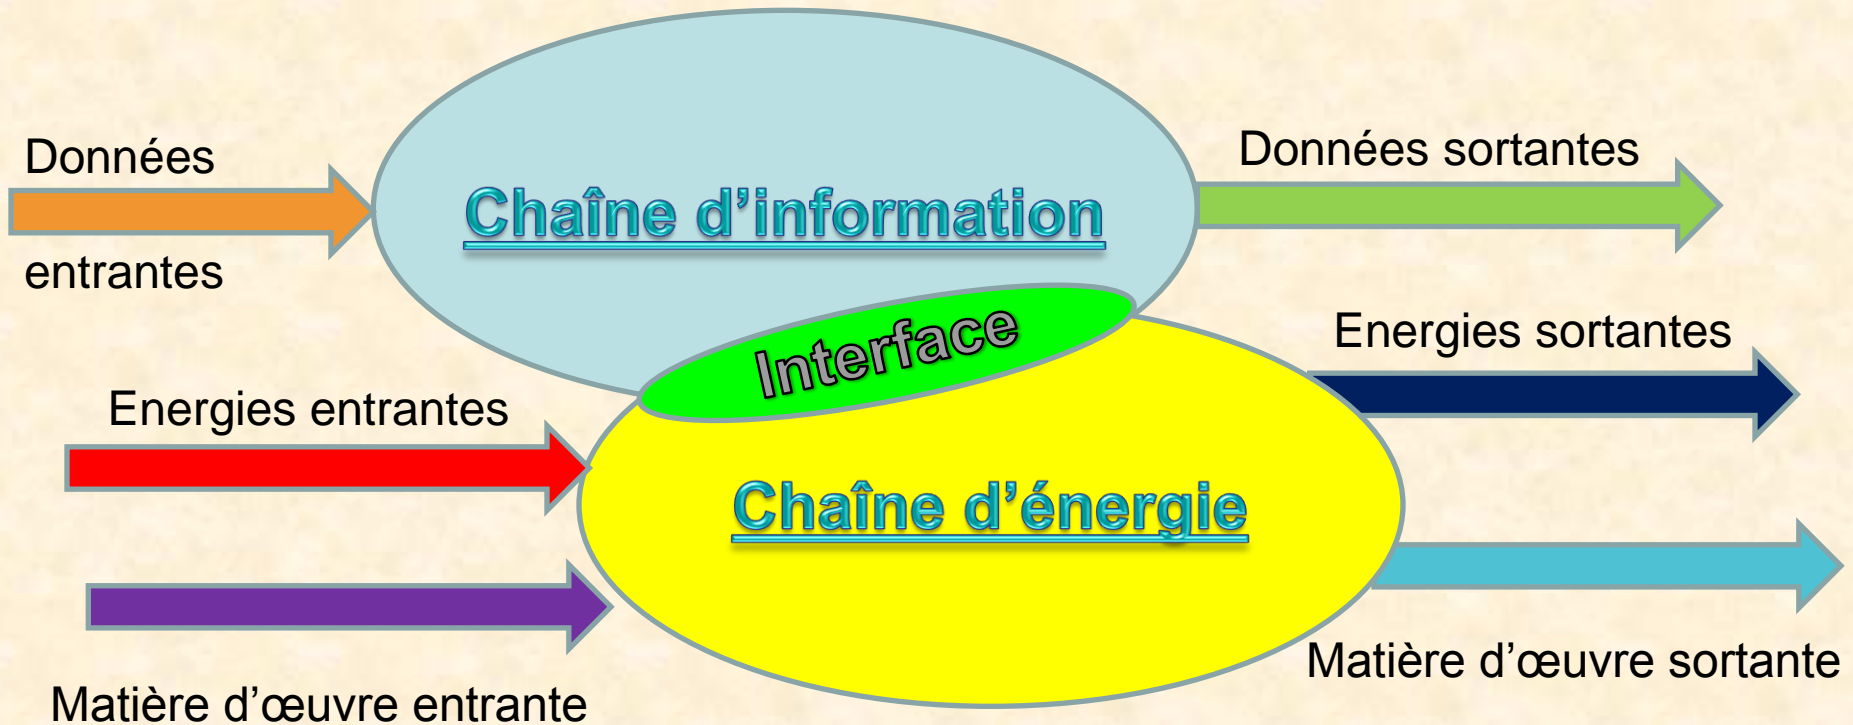 Données
entrantes
Chaîne d’information
Données sortantes
Interface
Energies sortantes
Energies entrantes
Chaîne d’énergie
Matière d’œuvre sortante
Matière d’œuvre entrante